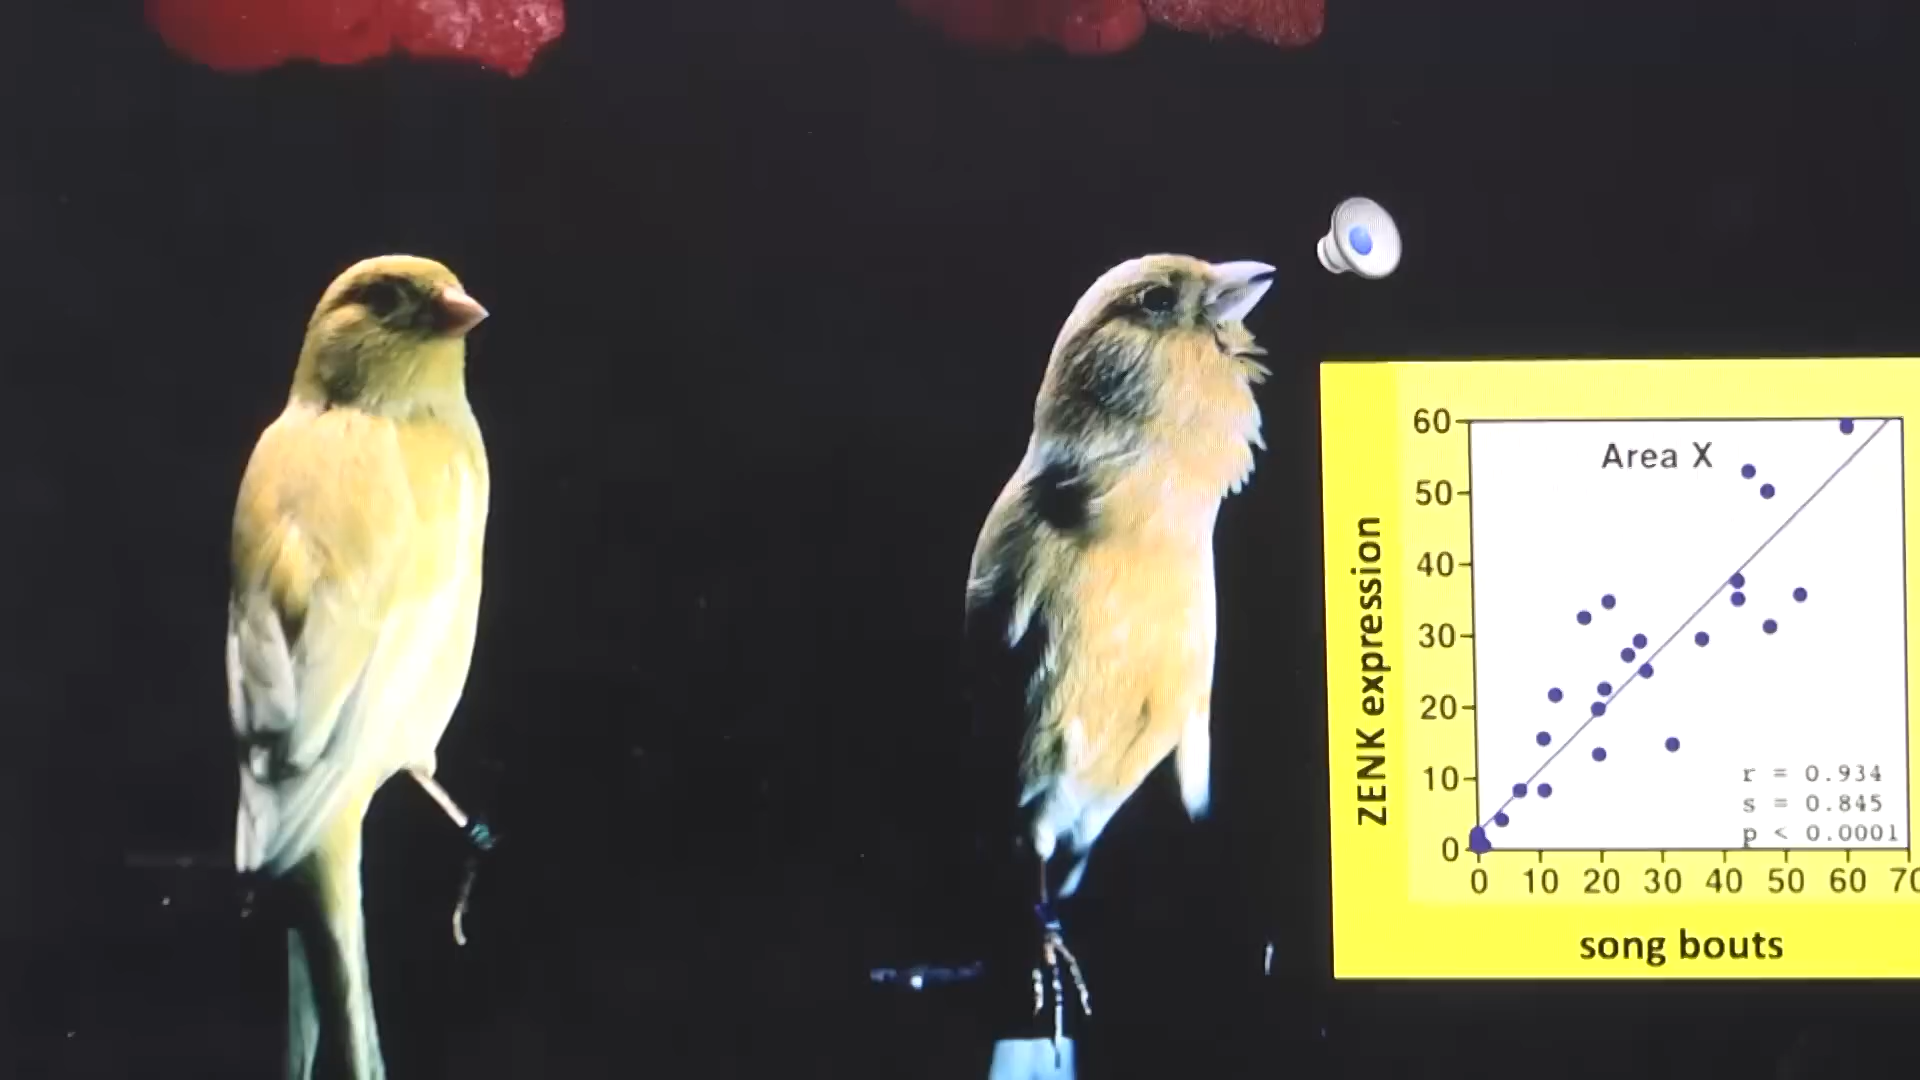 60
Area X
50
40
30
20
10
0
r = 0.934
s = 0.845
p < 0.0001
0 10 20 30 40 50 60 70
ZENK expression
song bouts